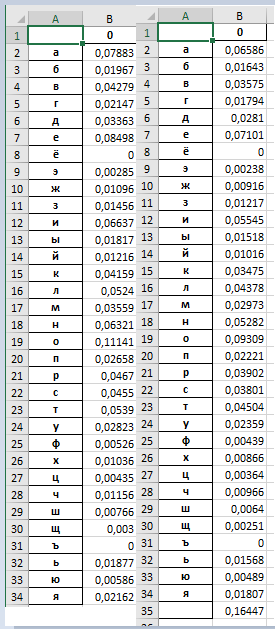 A B
1 0
2 а 0,07883
3 б 0,01967
4 в 0,04279
5 г 0,02147
6 д 0,03363
7 е 0,08498
8 ё 0
9 э 0,00285
10 ж 0,01096
11 з 0,01456
12 и 0,06637
13 ы 0,01817
14 й 0,01216
15 к 0,04159
16 л 0,0524
17 м 0,03559
18 н 0,06321
19 о 0,11141
20 п 0,02658
21 р 0,0467
22 с 0,0455
23 т 0,0539
24 у 0,02823
25 ф 0,00526
26 х 0,01036
27 ц 0,00435
28 ч 0,01156
29 ш 0,00766
30 щ 0,003
31 ъ 0
32 ь 0,01877
33 ю 0,00586
34 я 0,02162
A B
1 0
2 а 0,06586
3 б 0,01643
4 в 0,03575
5 г 0,01794
6 д 0,0281
7 е 0,07101
8 ё 0
9 э 0,00238
10 ж 0,00916
11 з 0,01217
12 и 0,05545
13 ы 0,01518
14 й 0,01016
15 к 0,03475
16 л 0,04378
17 м 0,02973
18 н 0,05282
19 о 0,09309
20 п 0,02221
21 р 0,03902
22 с 0,03801
23 т 0,04504
24 у 0,02359
25 ф 0,00439
26 х 0,00866
27 ц 0,00364
28 ч 0,00966
29 ш 0,0064
30 щ 0,00251
31 ъ 0
32 ь 0,01568
33 ю 0,00489
34 я 0,01807
35 0,16447